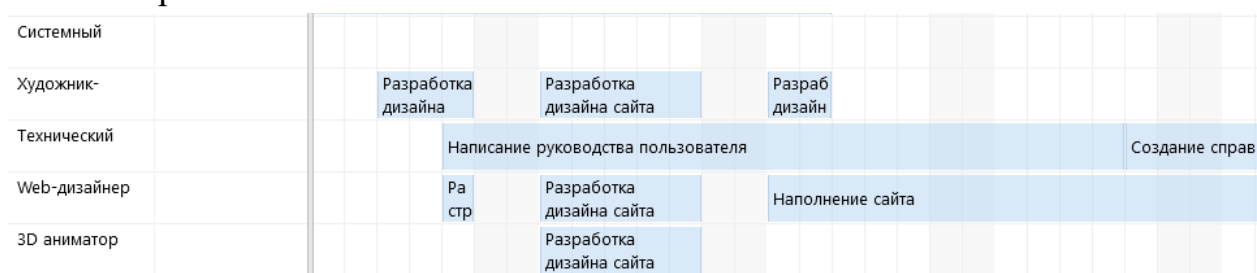 Системный
Художник-
Разработка
дизайна
Разработка
дизайна сайта
Разраб
дизайн
Технический
Написание руководства пользователя
Создание справ
Web-дизайнер
Ра
стр
Разработка
дизайна сайта
Наполнение сайта
3D аниматор
Разработка
дизайна сайта